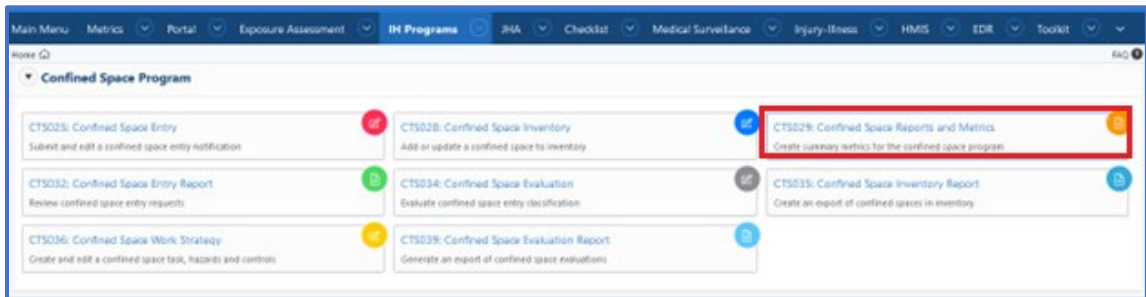 Main Menu Metrics Portal Exposure Assessment IH Programs JHA Checklist Medical Surveillance Injury-Illness HMIS EDR Toolkit
Home FAQ
Confined Space Program
CTS025: Confined Space Entry
Submit and edit a confined space entry notification
CTS028: Confined Space Inventory
Add or update a confined space to inventory
CTS029: Confined Space Reports and Metrics
Create summary metrics for the confined space program
CTS032: Confined Space Entry Report
Review confined space entry requests
CTS034: Confined Space Evaluation
Evaluate confined space entry classification
CTS035: Confined Space Inventory Report
Create an export of confined spaces in inventory
CTS036: Confined Space Work Strategy
Create and edit a confined space task, hazards and controls
CTS039: Confined Space Evaluation Report
Generate an export of confined space evaluations